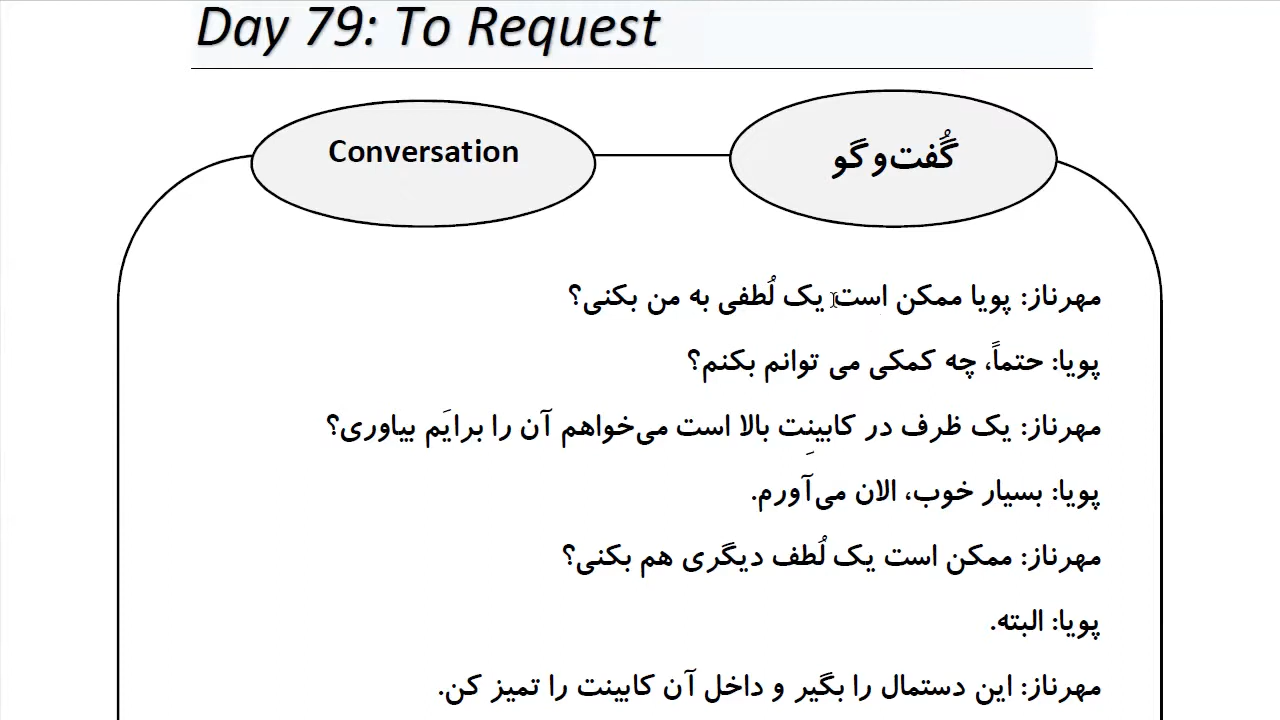 Day 79: To Request
Conversation
گُفت‌و‌گو
مهرناز: پویا ممکن است یک لُطفی به من بکنی؟
پویا: حتماً، چه کمکی می توانم بکنم؟
مهرناز: یک ظرف در کابینِت بالا است می‌خواهم آن را برایَم بیاوری؟
پویا: بسیار خوب، الان می‌آورم.
مهرناز: ممکن است یک لُطف دیگری هم بکنی؟
پویا: البته.
مهرناز: این دستمال را بگیر و داخل آن کابینت را تمیز کن.